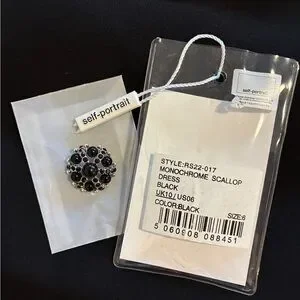 self-portrait
self-portrait
STYLE:RS22-017
MONOCHROME SCALLOP
DRESS
BLACK
UK10/US06
COLOR:BLACK
SIZE:6
5 060908 088451